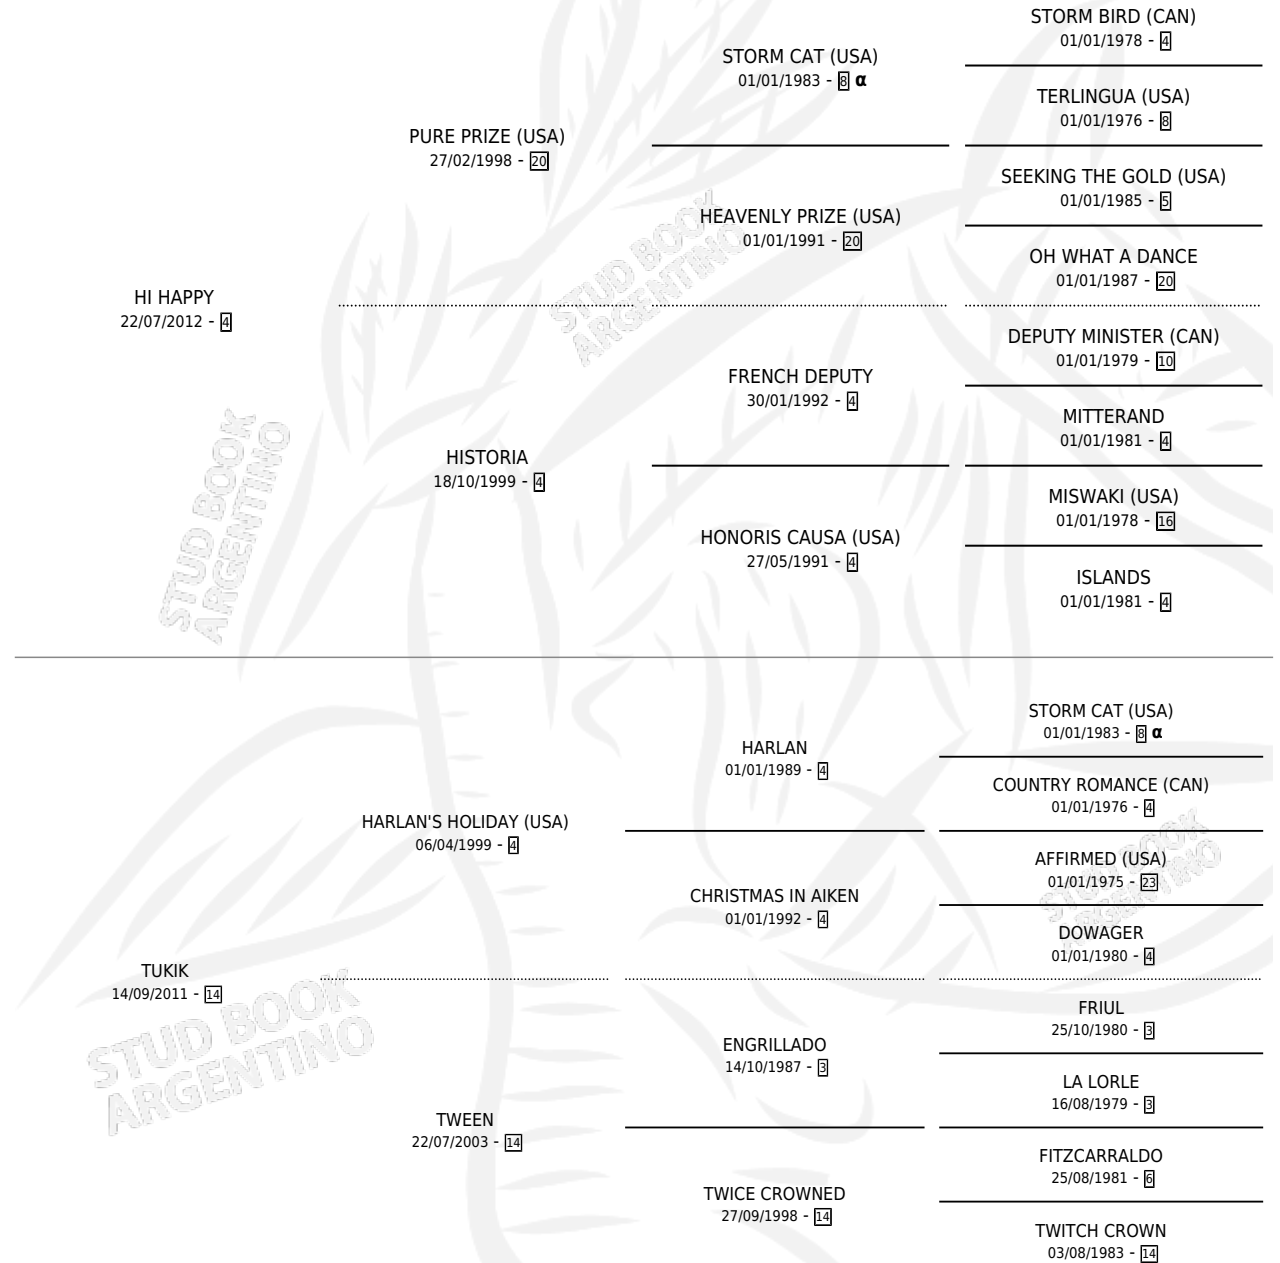 HI HAPPY
22/07/2012 - 4
PURE PRIZE (USA)
27/02/1998 - 20
STORM CAT (USA)
01/01/1983 - 8 α
STORM BIRD (CAN)
01/01/1978 - 4
TERLINGUA (USA)
01/01/1976 - 8
HEAVENLY PRIZE (USA)
01/01/1991 - 20
SEEKING THE GOLD (USA)
01/01/1985 - 5
OH WHAT A DANCE
01/01/1987 - 20
HISTORIA
18/10/1999 - 4
FRENCH DEPUTY
30/01/1992 - 4
DEPUTY MINISTER (CAN)
01/01/1979 - 10
MITTERAND
01/01/1981 - 4
HONORIS CAUSA (USA)
27/05/1991 - 4
MISWAKI (USA)
01/01/1978 - 16
ISLANDS
01/01/1981 - 4
STUD BOOK
ARGENTINO
STUD BOOK
ARGENTINO
TUKIK
14/09/2011 - 14
HARLAN'S HOLIDAY (USA)
06/04/1999 - 4
HARLAN
01/01/1989 - 4
STORM CAT (USA)
01/01/1983 - 8 α
COUNTRY ROMANCE (CAN)
01/01/1976 - 4
CHRISTMAS IN AIKEN
01/01/1992 - 4
AFFIRMED (USA)
01/01/1975 - 23
DOWAGER
01/01/1980 - 4
TWEEN
22/07/2003 - 14
ENGRILLADO
14/10/1987 - 3
FRIUL
25/10/1980 - 3
LA LORLE
16/08/1979 - 3
TWICE CROWNED
27/09/1998 - 14
FITZCARRALDO
25/08/1981 - 6
TWITCH CROWN
03/08/1983 - 14
STUD BOOK
ARGENTINO
STUD BOOK
ARGENTINO